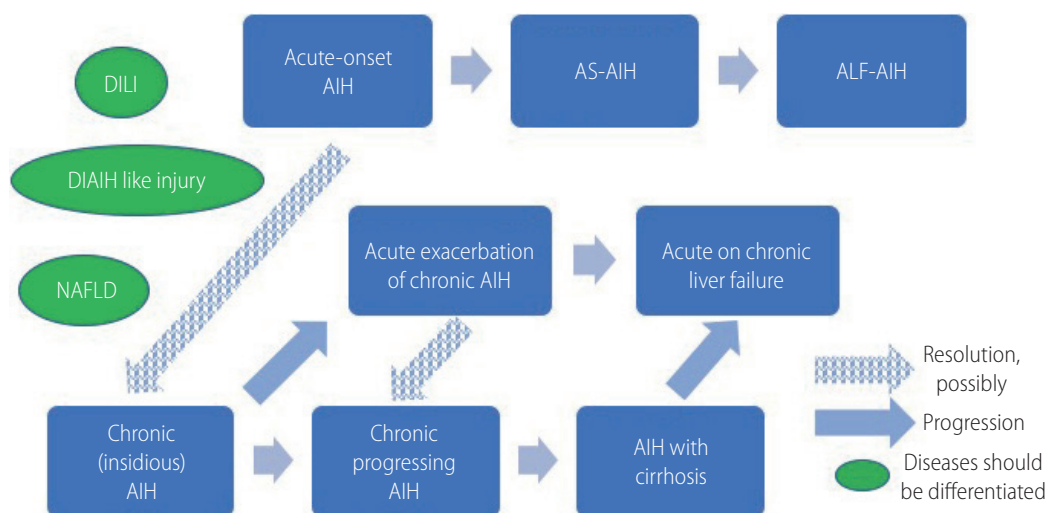 DILI
DIAIH like injury
NAFLD
Acute-onset
AIH
AS-AIH
ALF-AIH
Acute exacerbation
of chronic AIH
Acute on chronic
liver failure
Chronic
(insidious)
AIH
Chronic
progressing
AIH
AIH with
cirrhosis
Resolution,
possibly
Progression
Diseases should
be differentiated